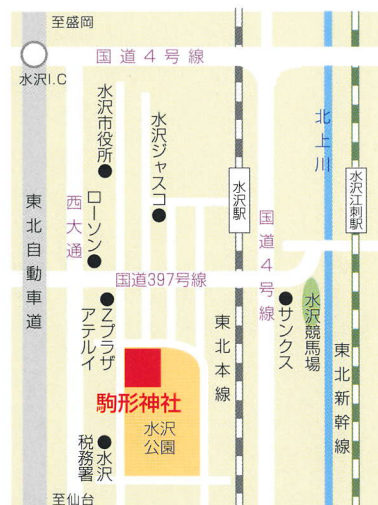 至盛岡
国道4号線
水沢I.C
水沢市役所
水沢ジャスコ
北上川
水沢駅
水沢江刺駅
東北自動車道
西大通
ローソン
国道4号線
国道397号線
Zプラザ
アテルイ
東北本線
サンクス
水沢競馬場
東北新幹線
駒形神社
水沢
公園
水沢
税務署
至仙台